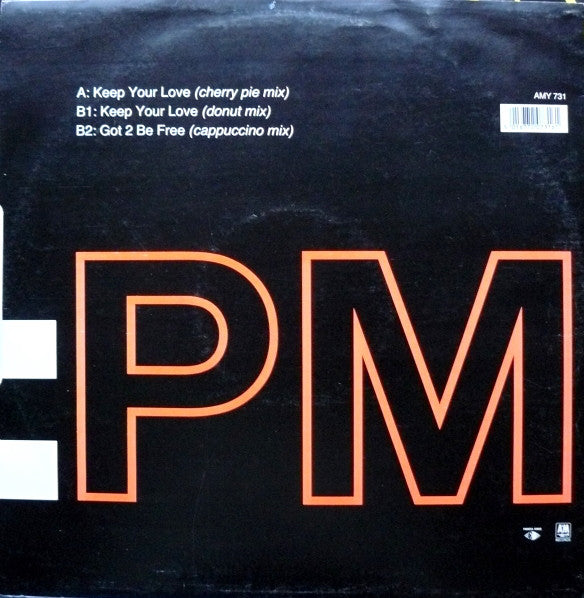 A: Keep Your Love (cherry pie mix)
B1: Keep Your Love (donut mix)
B2: Got 2 Be Free (cappuccino mix)
AMY 731
PM
A&M
RECORDS